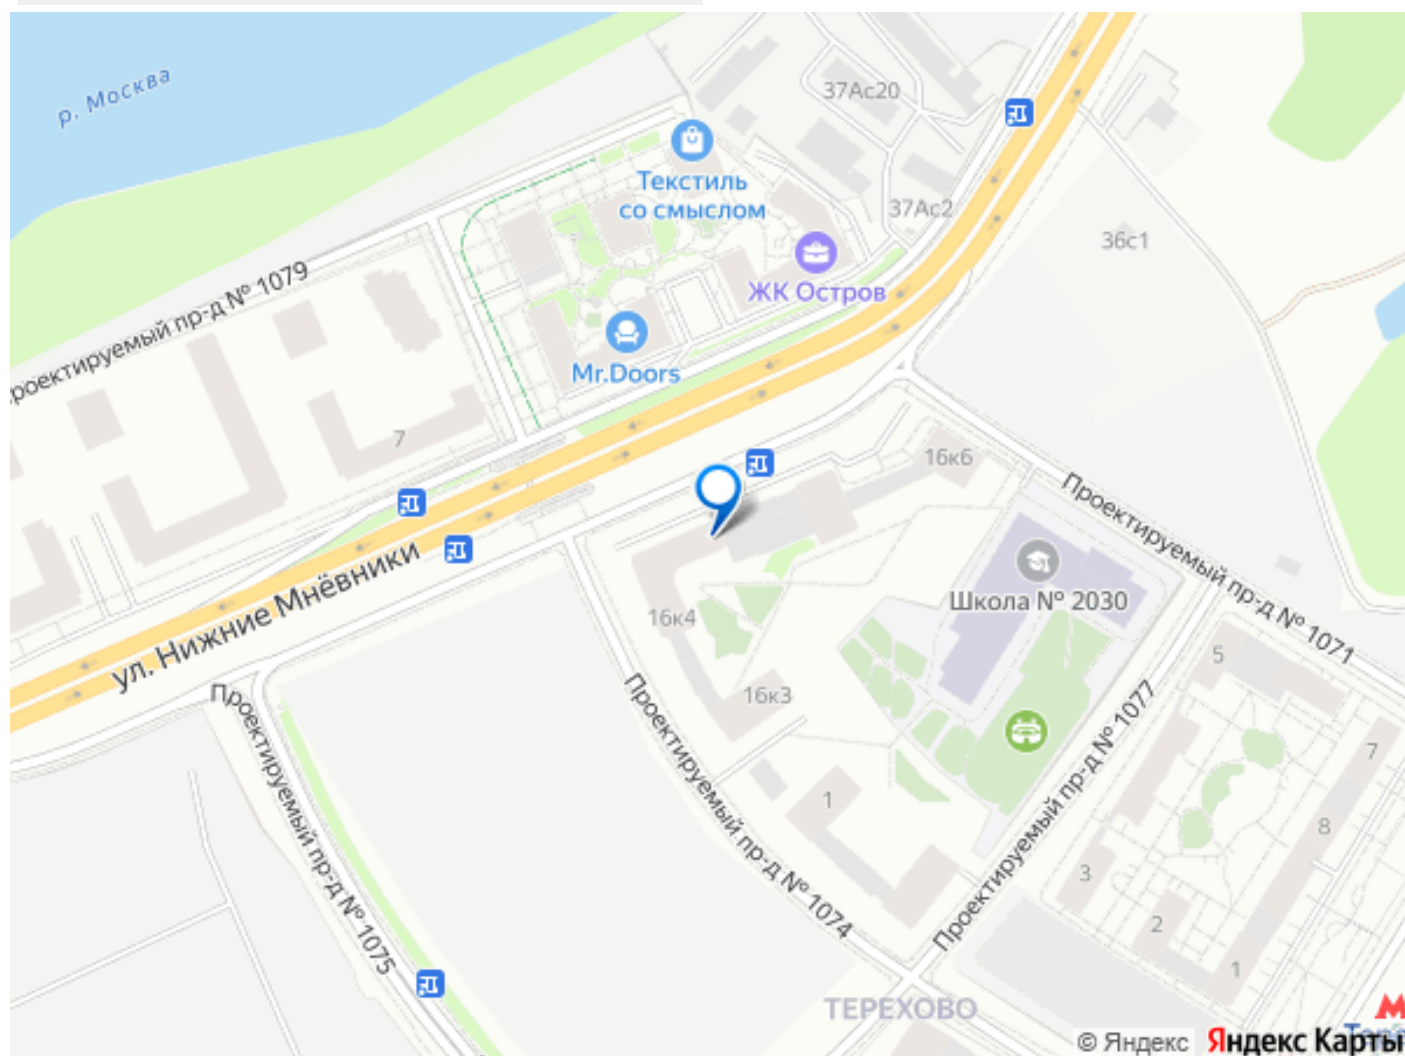 р. Москва
37Ас20
Текстиль
со смыслом
37Ас2
36с1
ЖК Остров
Проектируемый пр-д № 1079
Mr.Doors
7
16к6
Проектируемый пр-д № 1071
ул. Нижние Мнёвники
Школа № 2030
16к4
5
16к3
Проектируемый пр-д № 1075
Проектируемый пр-д № 1074
Проектируемый пр-д № 1077
7
1
8
3
2
1
ТЕРЕХОВО
© Яндекс
Яндекс Карты